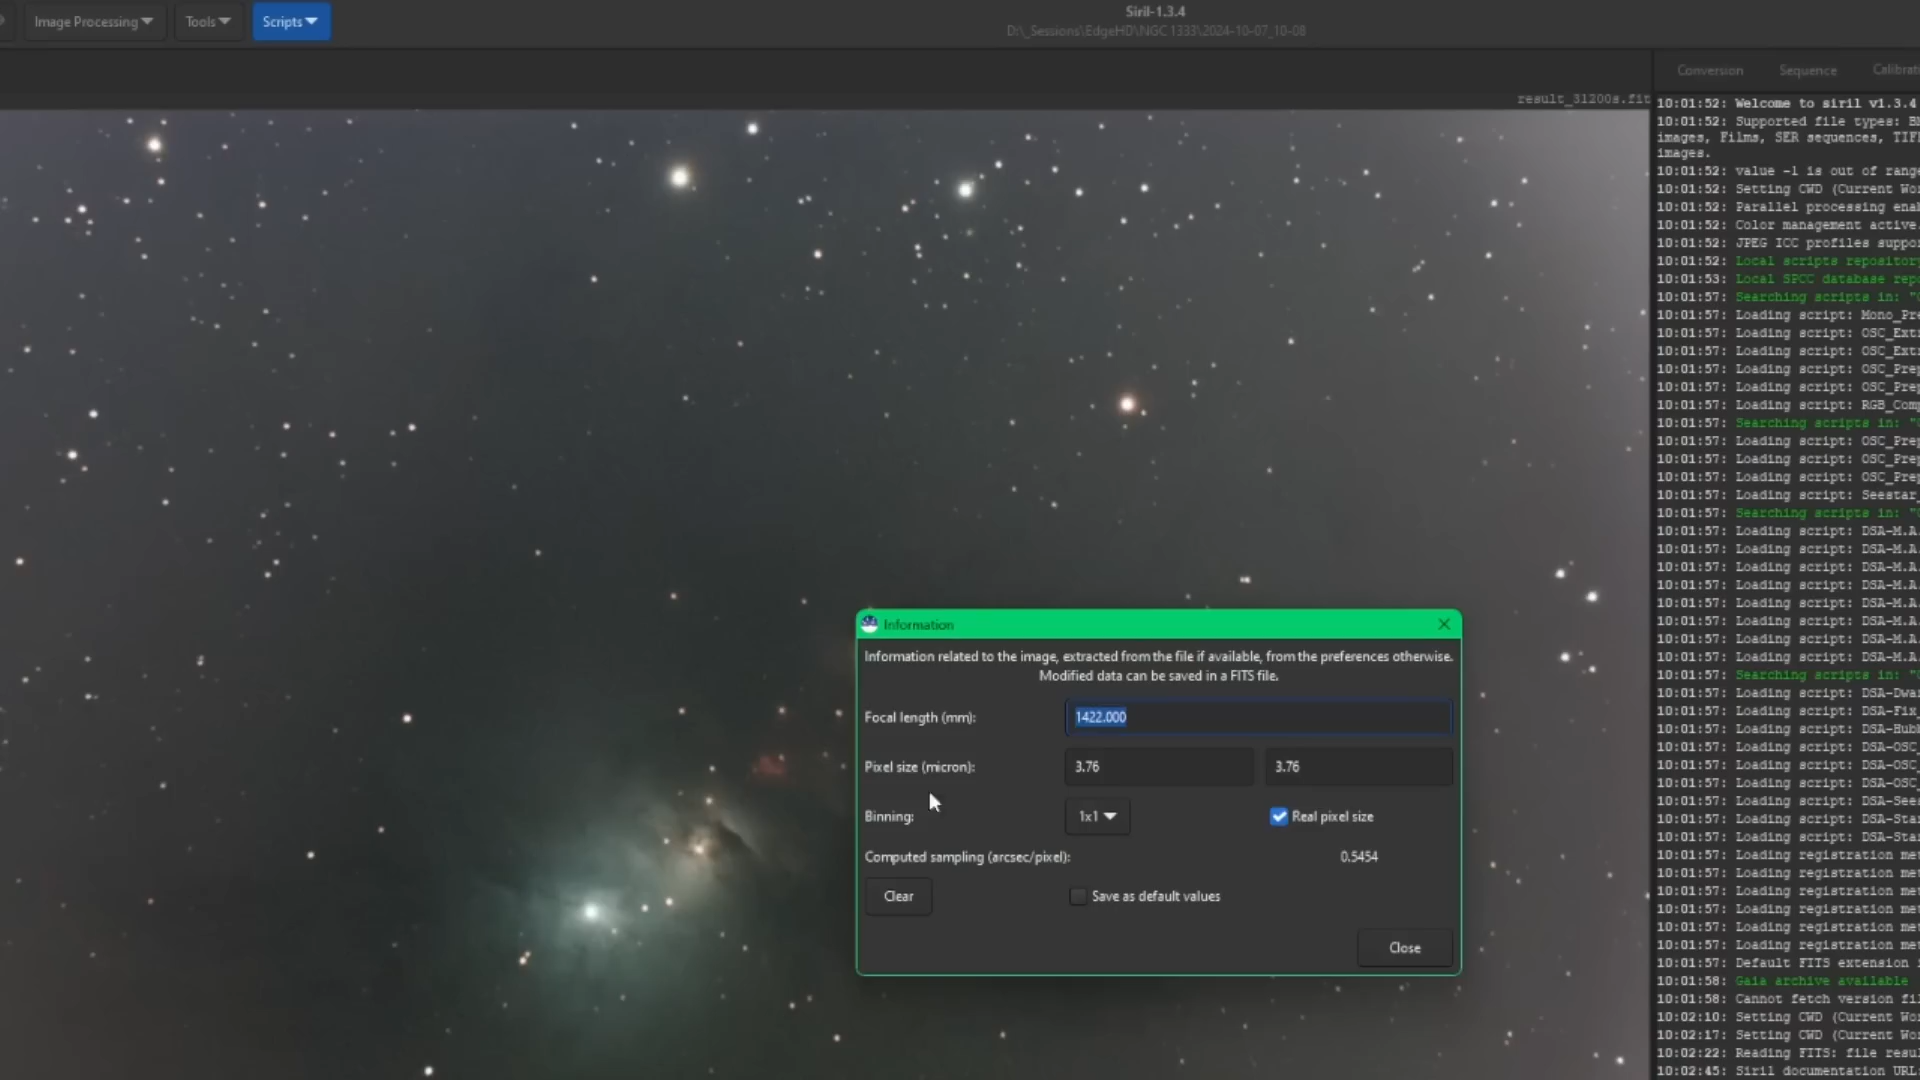 Image Processing
Tools
Scripts
Siril-1.3.4
D:\_Sessions\EdgeHD\NGC 1333\2024-10-07_10-08
Conversion
Sequence
result_31200s.fit
10:01:52: Welcome to siril v1.3.4
10:01:52: Supported file types:
images, Films, SER sequences,
images.
10:01:52: value -1 is out of range
10:01:52: Setting CWD (Current
10:01:52: Parallel processing
10:01:52: Color management active.
10:01:52: JPEG ICC profiles
10:01:52: Local scripts repository
10:01:53: Local SPCC database
10:01:57: Searching scripts in:
10:01:57: Loading script:
10:01:57: Loading script:
10:01:57: Loading script:
10:01:57: Loading script:
10:01:57: Loading script:
10:01:57: Loading script:
10:01:57: Searching scripts in:
10:01:57: Loading script:
10:01:57: Loading script:
10:01:57: Loading script:
10:01:57: Loading script: Seestar_
10:01:57: Searching scripts in:
10:01:57: Loading script: DSA-M.A.
10:01:57: Loading script: DSA-M.A.
10:01:57: Loading script: DSA-M.A.
10:01:57: Loading script: DSA-M.A.
10:01:57: Loading script: DSA-M.A.
10:01:57: Loading script: DSA-M.A.
10:01:57: Loading script: DSA-M.A.
10:01:57: Loading script: DSA-M.A.
10:01:57: Searching scripts in:
10:01:57: Loading script:
10:01:57: Loading script: DSA-Fix_
10:01:57: Loading script:
10:01:57: Loading script: DSA-OSC_
10:01:57: Loading script: DSA-OSC_
10:01:57: Loading script: DSA-OSC_
10:01:57: Loading script:
10:01:57: Loading script:
10:01:57: Loading script:
10:01:57: Loading registration
10:01:57: Loading registration
10:01:57: Loading registration
10:01:57: Loading registration
10:01:57: Loading registration
10:01:57: Loading registration
10:01:57: Default FITS extension
10:01:58: Gaia archive available
10:01:58: Cannot fetch version
10:02:10: Setting CWD (Current
10:02:17: Setting CWD (Current
10:02:22: Reading FITS: file
10:02:45: Siril documentation URL:
Information
Information related to the image, extracted from the file if available, from the preferences otherwise.
Modified data can be saved in a FITS file.
Focal length (mm): 1422.000
Pixel size (micron): 3.76 3.76
Binning: 1x1 Real pixel size
Computed sampling (arcsec/pixel): 0.5454
Clear Save as default values
Close